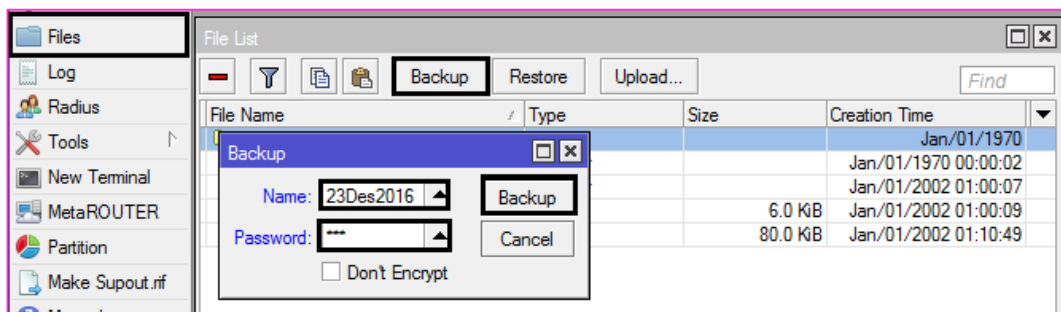 Files
Log
Radius
Tools
New Terminal
MetaROUTER
Partition
Make Supout.rif
File List
Backup Restore Upload... Find
File Name Type Size Creation Time
Jan/01/1970
Jan/01/1970 00:00:02
Jan/01/2002 01:00:07
6.0 KiB Jan/01/2002 01:00:09
80.0 KiB Jan/01/2002 01:10:49
Backup
Name: 23Des2016 Backup
Password: *** Cancel
Don't Encrypt